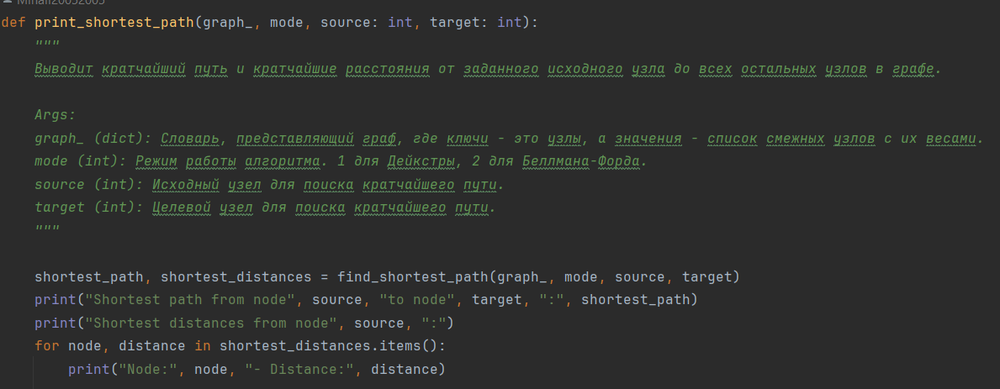 Mihail20052005
def print_shortest_path(graph_, mode, source: int, target: int):
"""
Выводит кратчайший путь и кратчайшие расстояния от заданного исходного узла до всех остальных узлов в графе.
Args:
graph_ (dict): Словарь, представляющий граф, где ключи - это узлы, а значения - список смежных узлов с их весами.
mode (int): Режим работы алгоритма. 1 для Дейкстры, 2 для Беллмана-Форда.
source (int): Исходный узел для поиска кратчайшего пути.
target (int): Целевой узел для поиска кратчайшего пути.
"""
shortest_path, shortest_distances = find_shortest_path(graph_, mode, source, target)
print("Shortest path from node", source, "to node", target, ":", shortest_path)
print("Shortest distances from node", source, ":")
for node, distance in shortest_distances.items():
print("Node:", node, "- Distance:", distance)